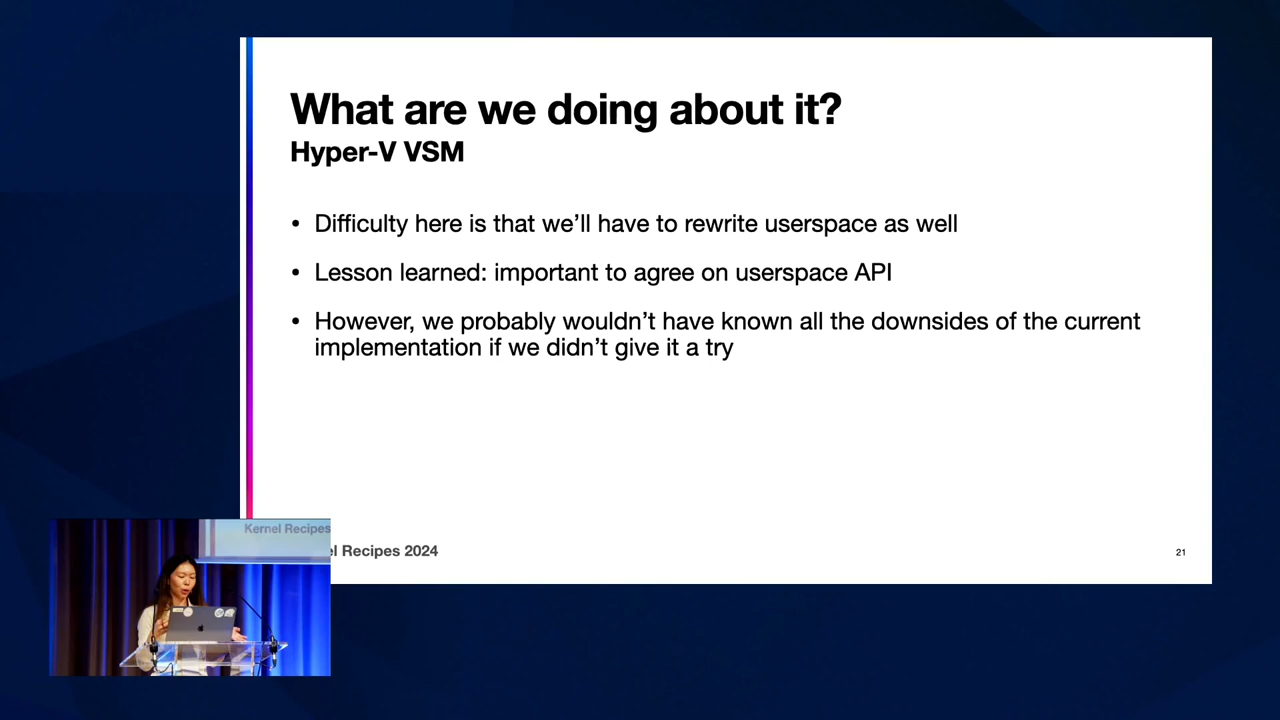 What are we doing about it?
Hyper-V VSM
• Difficulty here is that we'll have to rewrite userspace as well
• Lesson learned: important to agree on userspace API
• However, we probably wouldn't have known all the downsides of the current
implementation if we didn't give it a try
Kernel Recipes
el Recipes 2024
21